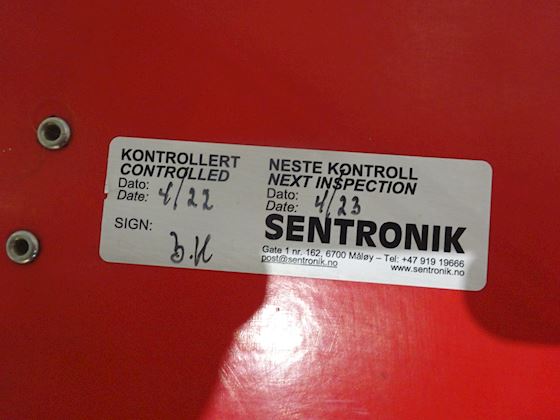 KONTROLLERT
CONTROLLED
Dato:
Date: 4/22
SIGN:
NESTE KONTROLL
NEXT INSPECTION
Dato:
Date: 4/23
SENTRONIK
Gate 1 nr. 162, 6700 Måløy – Tel: +47 919 19666
post@sentronik.no www.sentronik.no